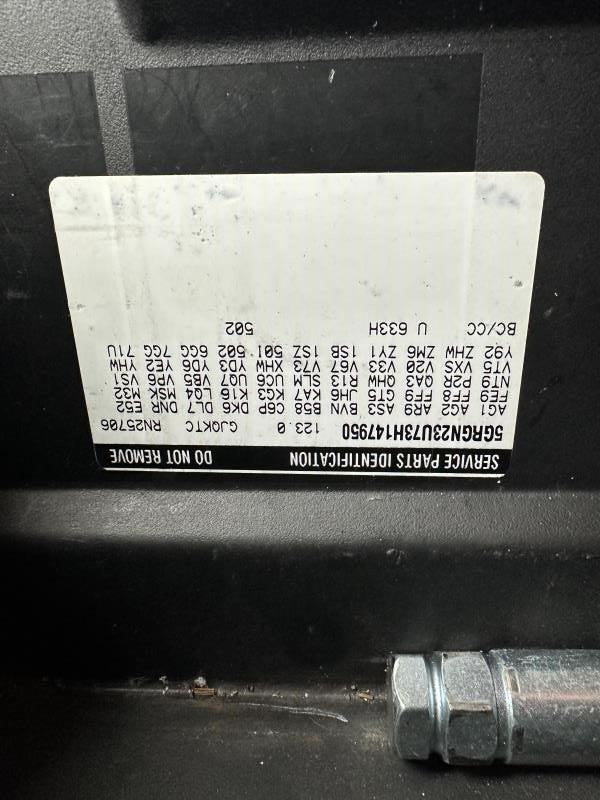 SERVICE PARTS IDENTIFICATION DO NOT REMOVE
5GRGN23U73H147950 123.0 GJQKTC RN25706
AG1 AG2 AR9 AS3 BVN B58 C6P DK6 DL7 DNR E52
FE9 FF8 FF9 GT5 JH6 KA7 KG3 K16 LQ4 MSK M32
NT9 P2R QA3 QHW R13 SLM UC6 UQ7 VB5 VP6 VS1
VT5 VXS V20 V33 V67 V73 XHW YD3 YD6 YE2 YHW
Y92 ZHW ZM6 ZY1 1SB 1SZ 501 502 6GG 7GG 71U
BC/CC U 633H 502